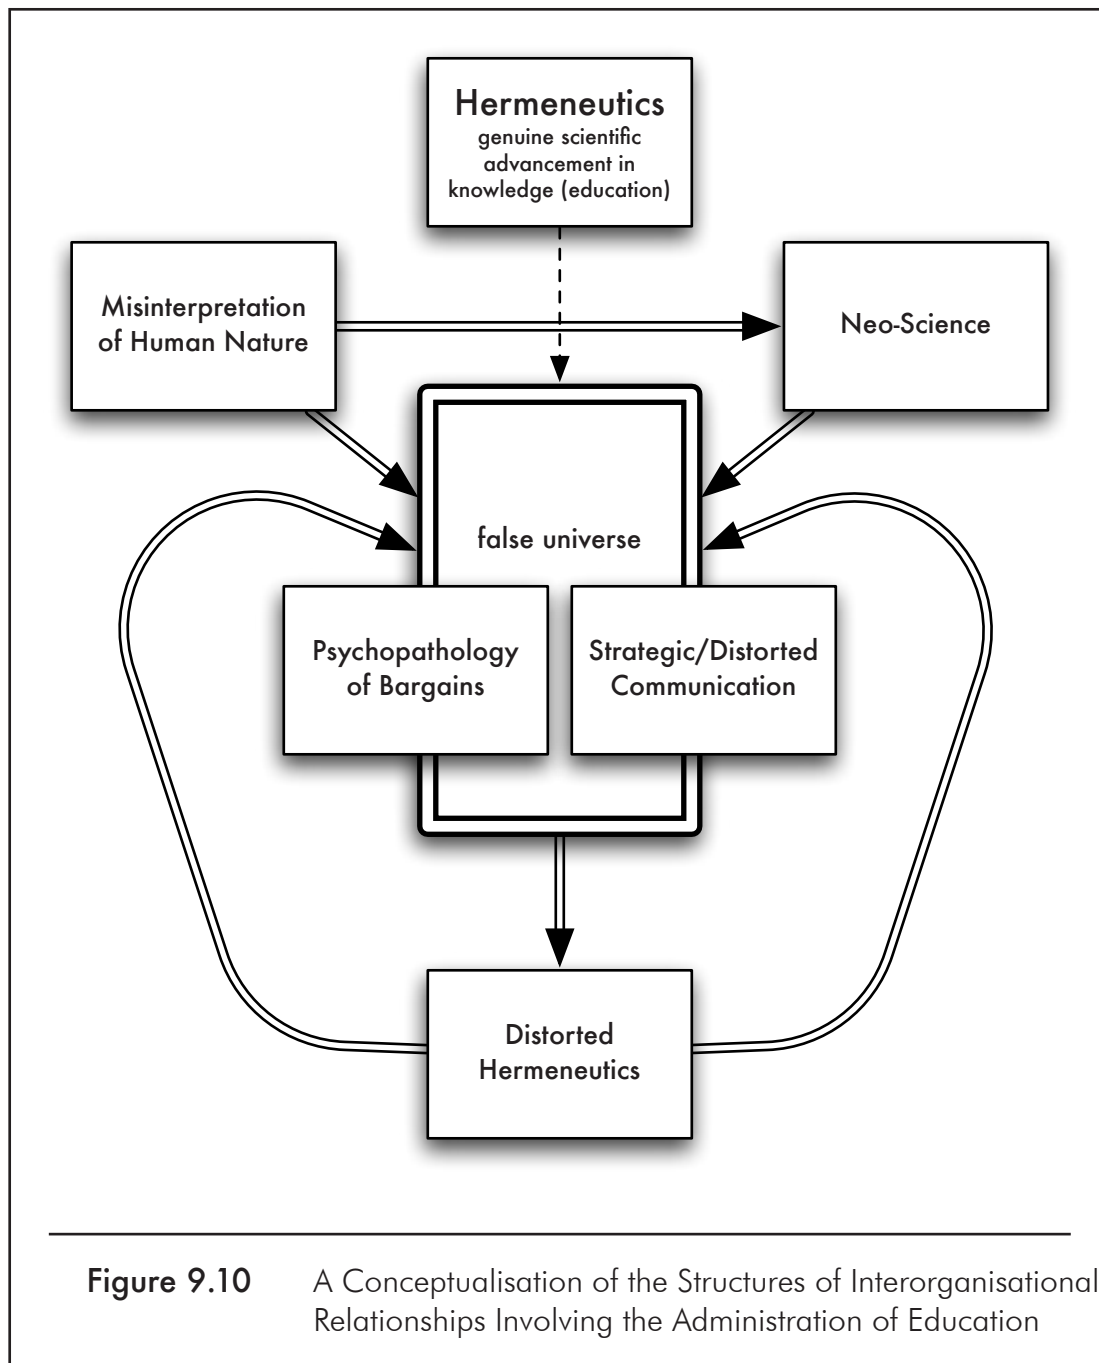 Hermeneutics
genuine scientific
advancement in
knowledge (education)
Misinterpretation
of Human Nature
Neo-Science
false universe
Psychopathology
of Bargains
Strategic/Distorted
Communication
Distorted
Hermeneutics
Figure 9.10 A Conceptualisation of the Structures of Interorganisational
Relationships Involving the Administration of Education